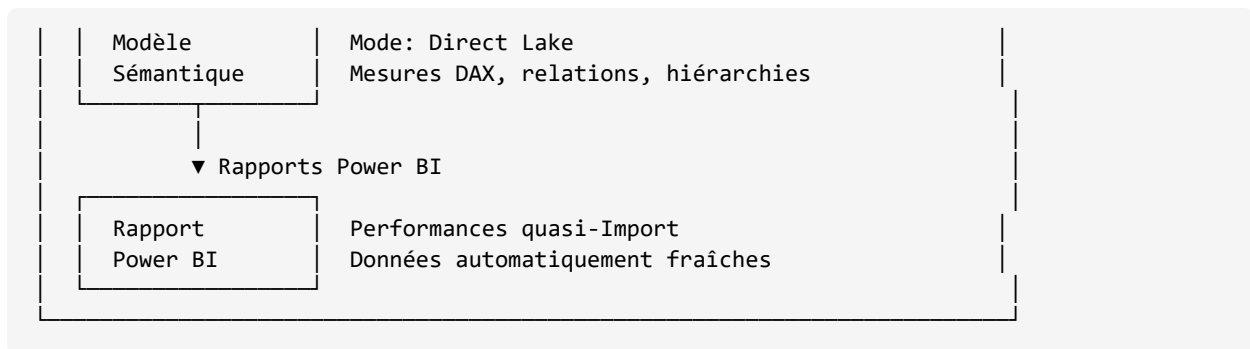 Modèle Mode: Direct Lake
Sémantique Mesures DAX, relations, hiérarchies
▼ Rapports Power BI
Rapport Performances quasi-Import
Power BI Données automatiquement fraîches